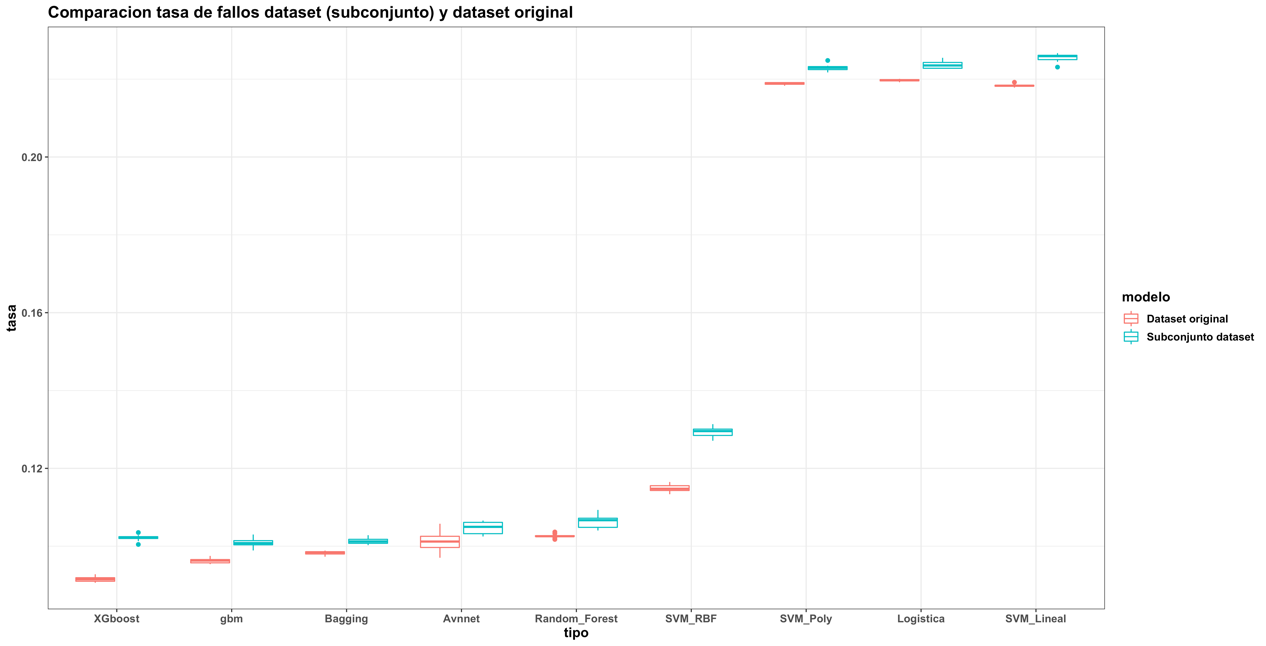 Comparacion tasa de fallos dataset (subconjunto) y dataset original
tasa
0.20
0.16
0.12
XGboost gbm Bagging Avnnet Random_Forest SVM_RBF SVM_Poly Logistica SVM_Lineal
tipo
modelo
Dataset original
Subconjunto dataset